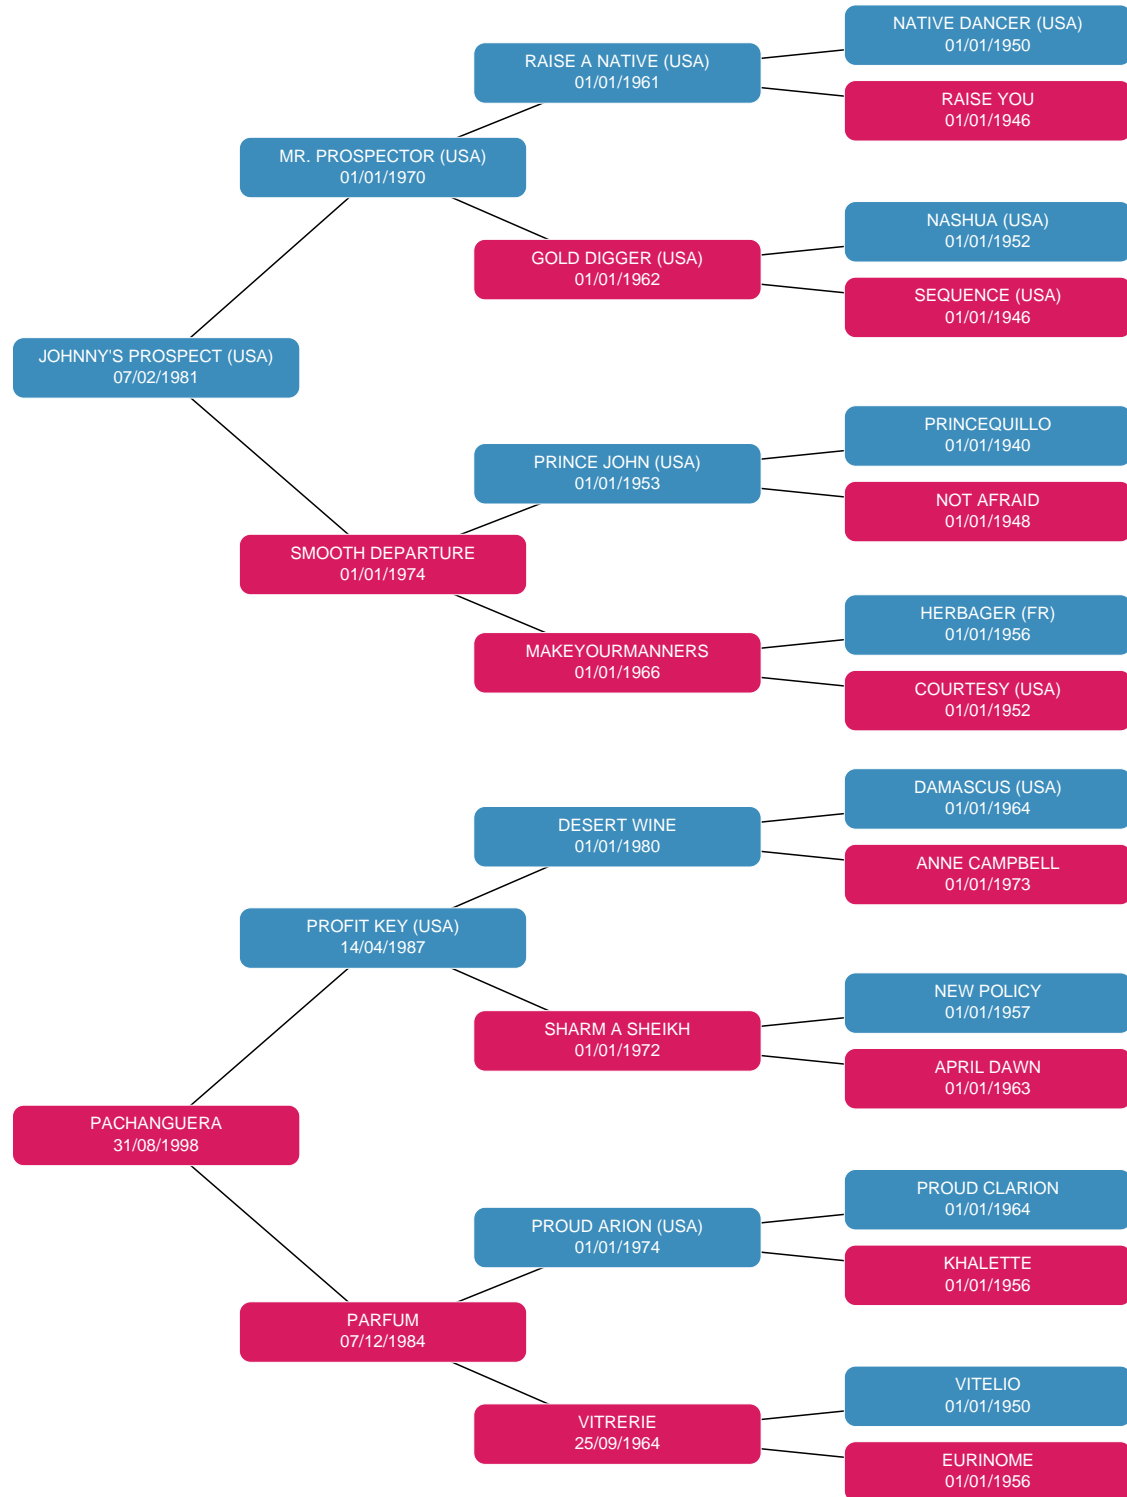 NATIVE DANCER (USA)
01/01/1950
RAISE A NATIVE (USA)
01/01/1961
RAISE YOU
01/01/1946
MR. PROSPECTOR (USA)
01/01/1970
NASHUA (USA)
01/01/1952
GOLD DIGGER (USA)
01/01/1962
SEQUENCE (USA)
01/01/1946
JOHNNY'S PROSPECT (USA)
07/02/1981
PRINCEQUILLO
01/01/1940
PRINCE JOHN (USA)
01/01/1953
NOT AFRAID
01/01/1948
SMOOTH DEPARTURE
01/01/1974
HERBAGER (FR)
01/01/1956
MAKEYOURMANNERS
01/01/1966
COURTESY (USA)
01/01/1952
DAMASCUS (USA)
01/01/1964
DESERT WINE
01/01/1980
ANNE CAMPBELL
01/01/1973
PROFIT KEY (USA)
14/04/1987
NEW POLICY
01/01/1957
SHARM A SHEIKH
01/01/1972
APRIL DAWN
01/01/1963
PACHANGUERA
31/08/1998
PROUD CLARION
01/01/1964
PROUD ARION (USA)
01/01/1974
KHALETTE
01/01/1956
PARFUM
07/12/1984
VITELIO
01/01/1950
VITRERIE
25/09/1964
EURINOME
01/01/1956